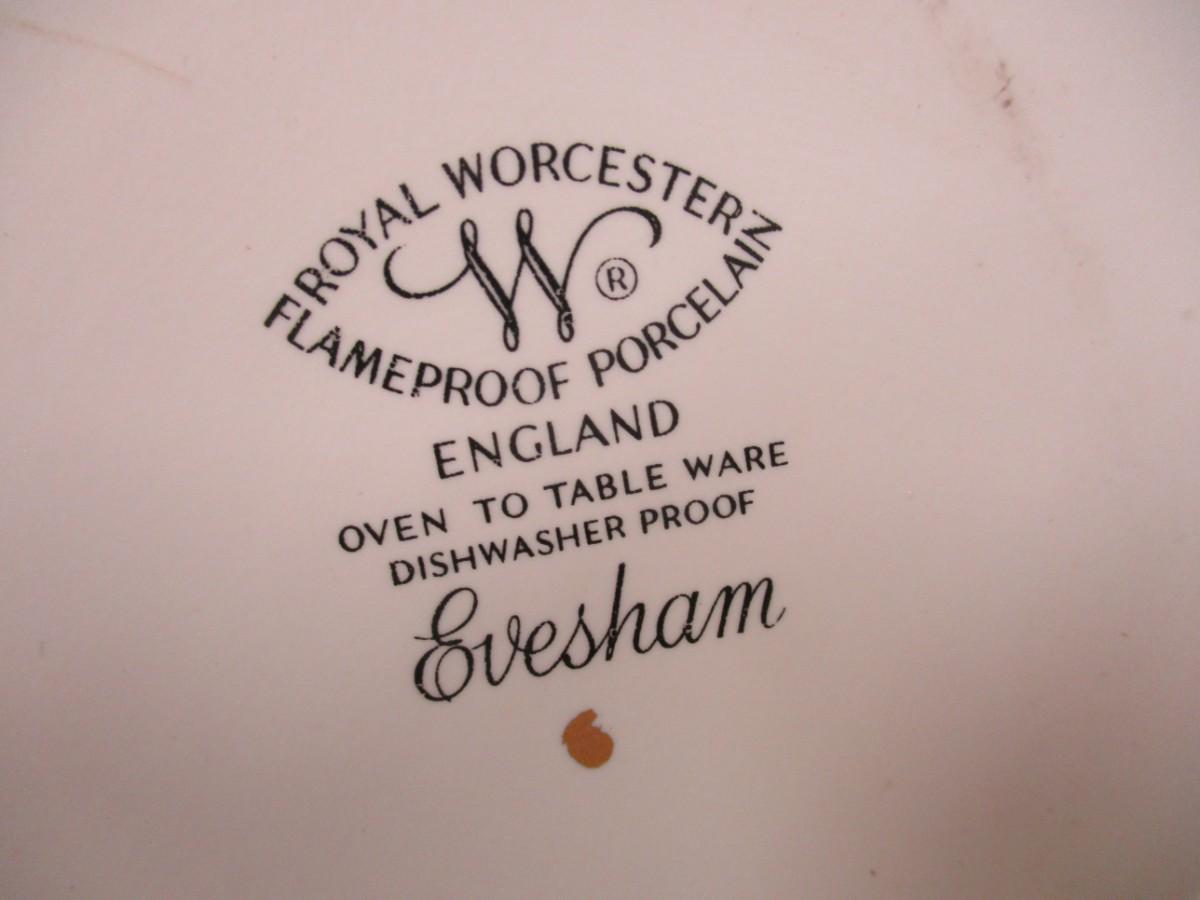 ROYAL WORCESTER
W ®
FLAMEPROOF PORCELAIN
ENGLAND
OVEN TO TABLE WARE
DISHWASHER PROOF
Evesham